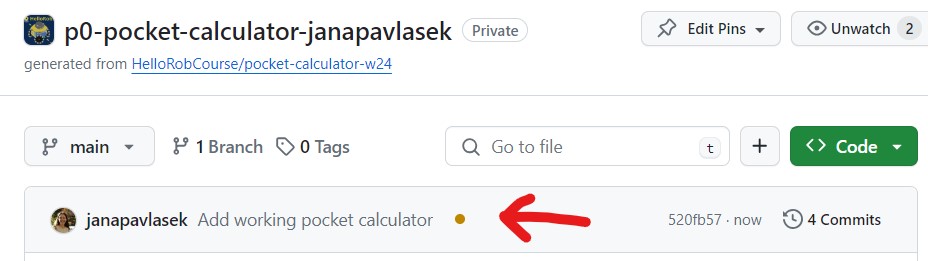 p0-pocket-calculator-janapavlasek Private Edit Pins Unwatch 2
generated from HelloRobCourse/pocket-calculator-w24
main 1 Branch 0 Tags Go to file t + Code
janapavlasek Add working pocket calculator 520fb57 · now 4 Commits